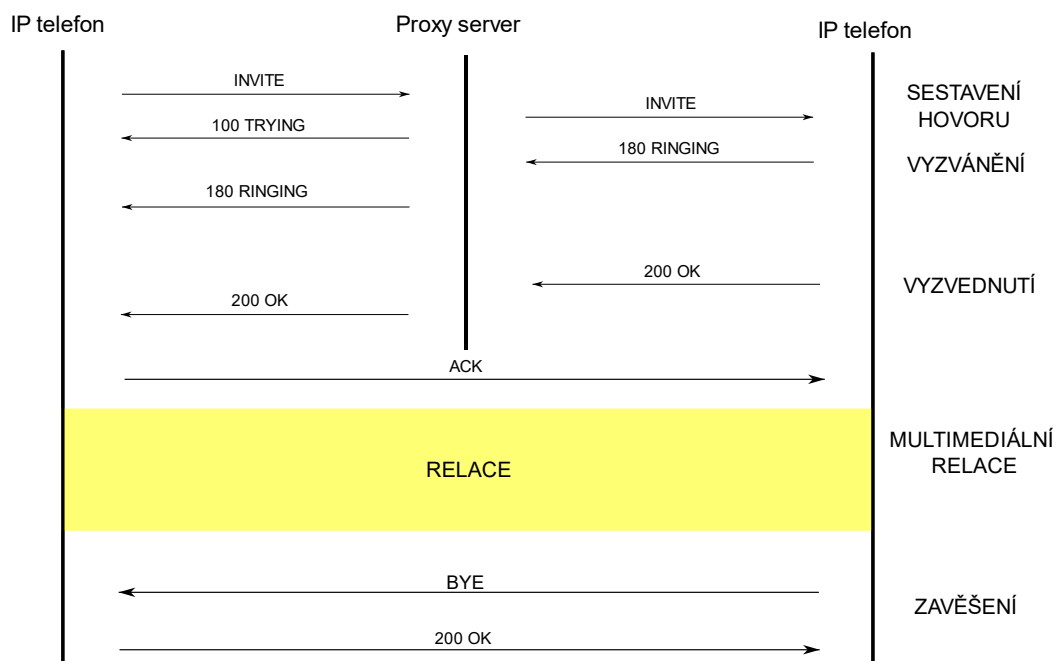 IP telefon
Proxy server
IP telefon
INVITE
INVITE
SESTAVENÍ
HOVORU
100 TRYING
180 RINGING
VYZVÁNĚNÍ
180 RINGING
200 OK
VYZVEDNUTÍ
200 OK
ACK
MULTIMEDIÁLNÍ
RELACE
RELACE
BYE
ZAVĚŠENÍ
200 OK